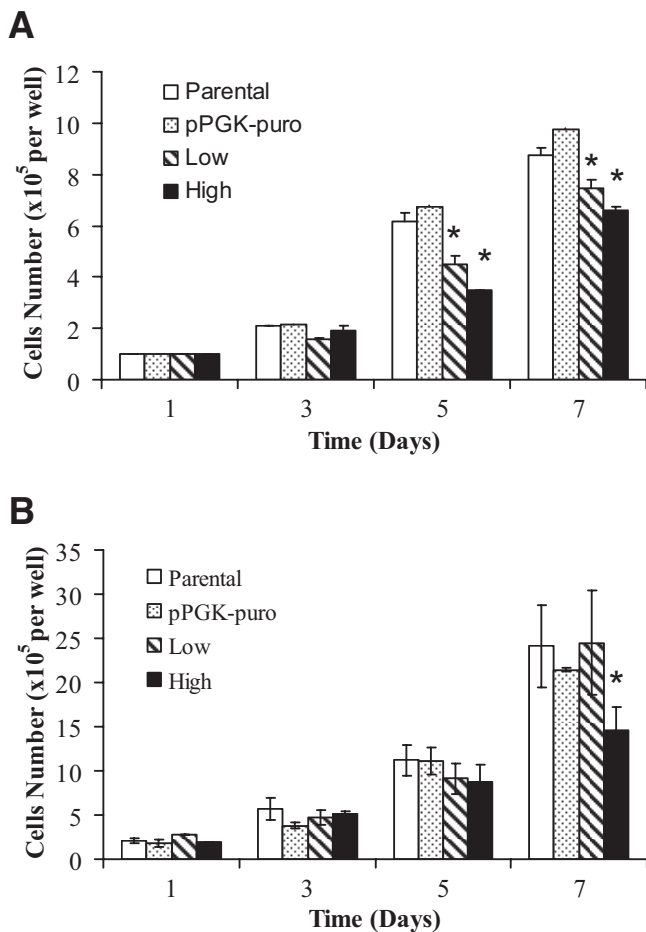 A
Cells Number (x10⁵ per well)
12
10
8
6
4
2
0
Parental
pPGK-puro
Low
High
* *
* *
1 3 5 7
Time (Days)
B
Cells Number (x10⁵ per well)
35
30
25
20
15
10
5
0
Parental
pPGK-puro
Low
High
*
1 3 5 7
Time (Days)